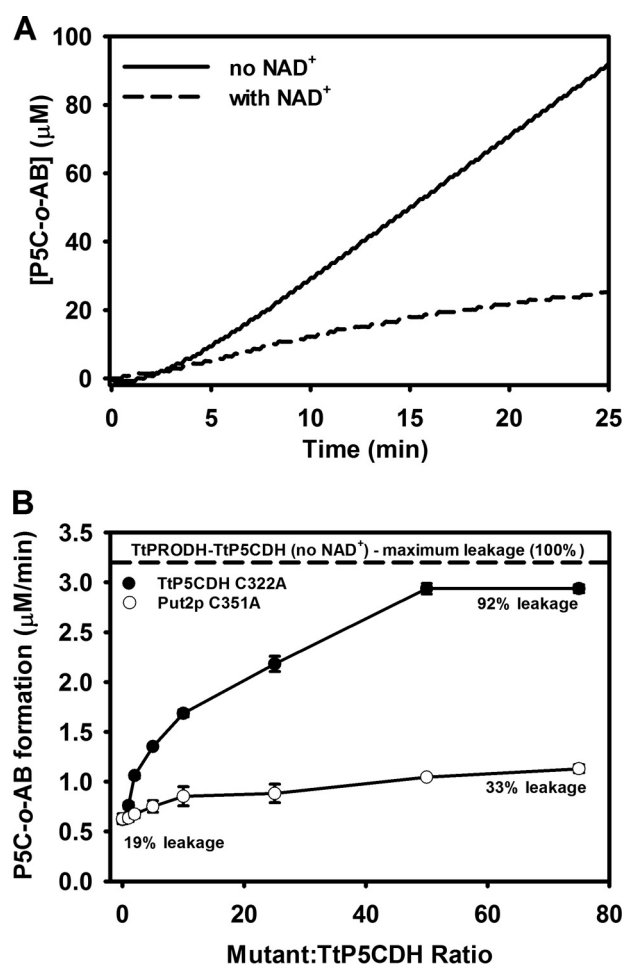 A
100
80
60
40
20
0
[P5C-o-AB] (μM)
no NAD+
with NAD+
0 5 10 15 20 25
Time (min)
B
3.5
3.0
2.5
2.0
1.5
1.0
0.5
0.0
P5C-o-AB formation (μM/min)
TtPRODH-TtP5CDH (no NAD+) - maximum leakage (100%)
TtP5CDH C322A
Put2p C351A
92% leakage
33% leakage
19% leakage
0 20 40 60 80
Mutant:TtP5CDH Ratio